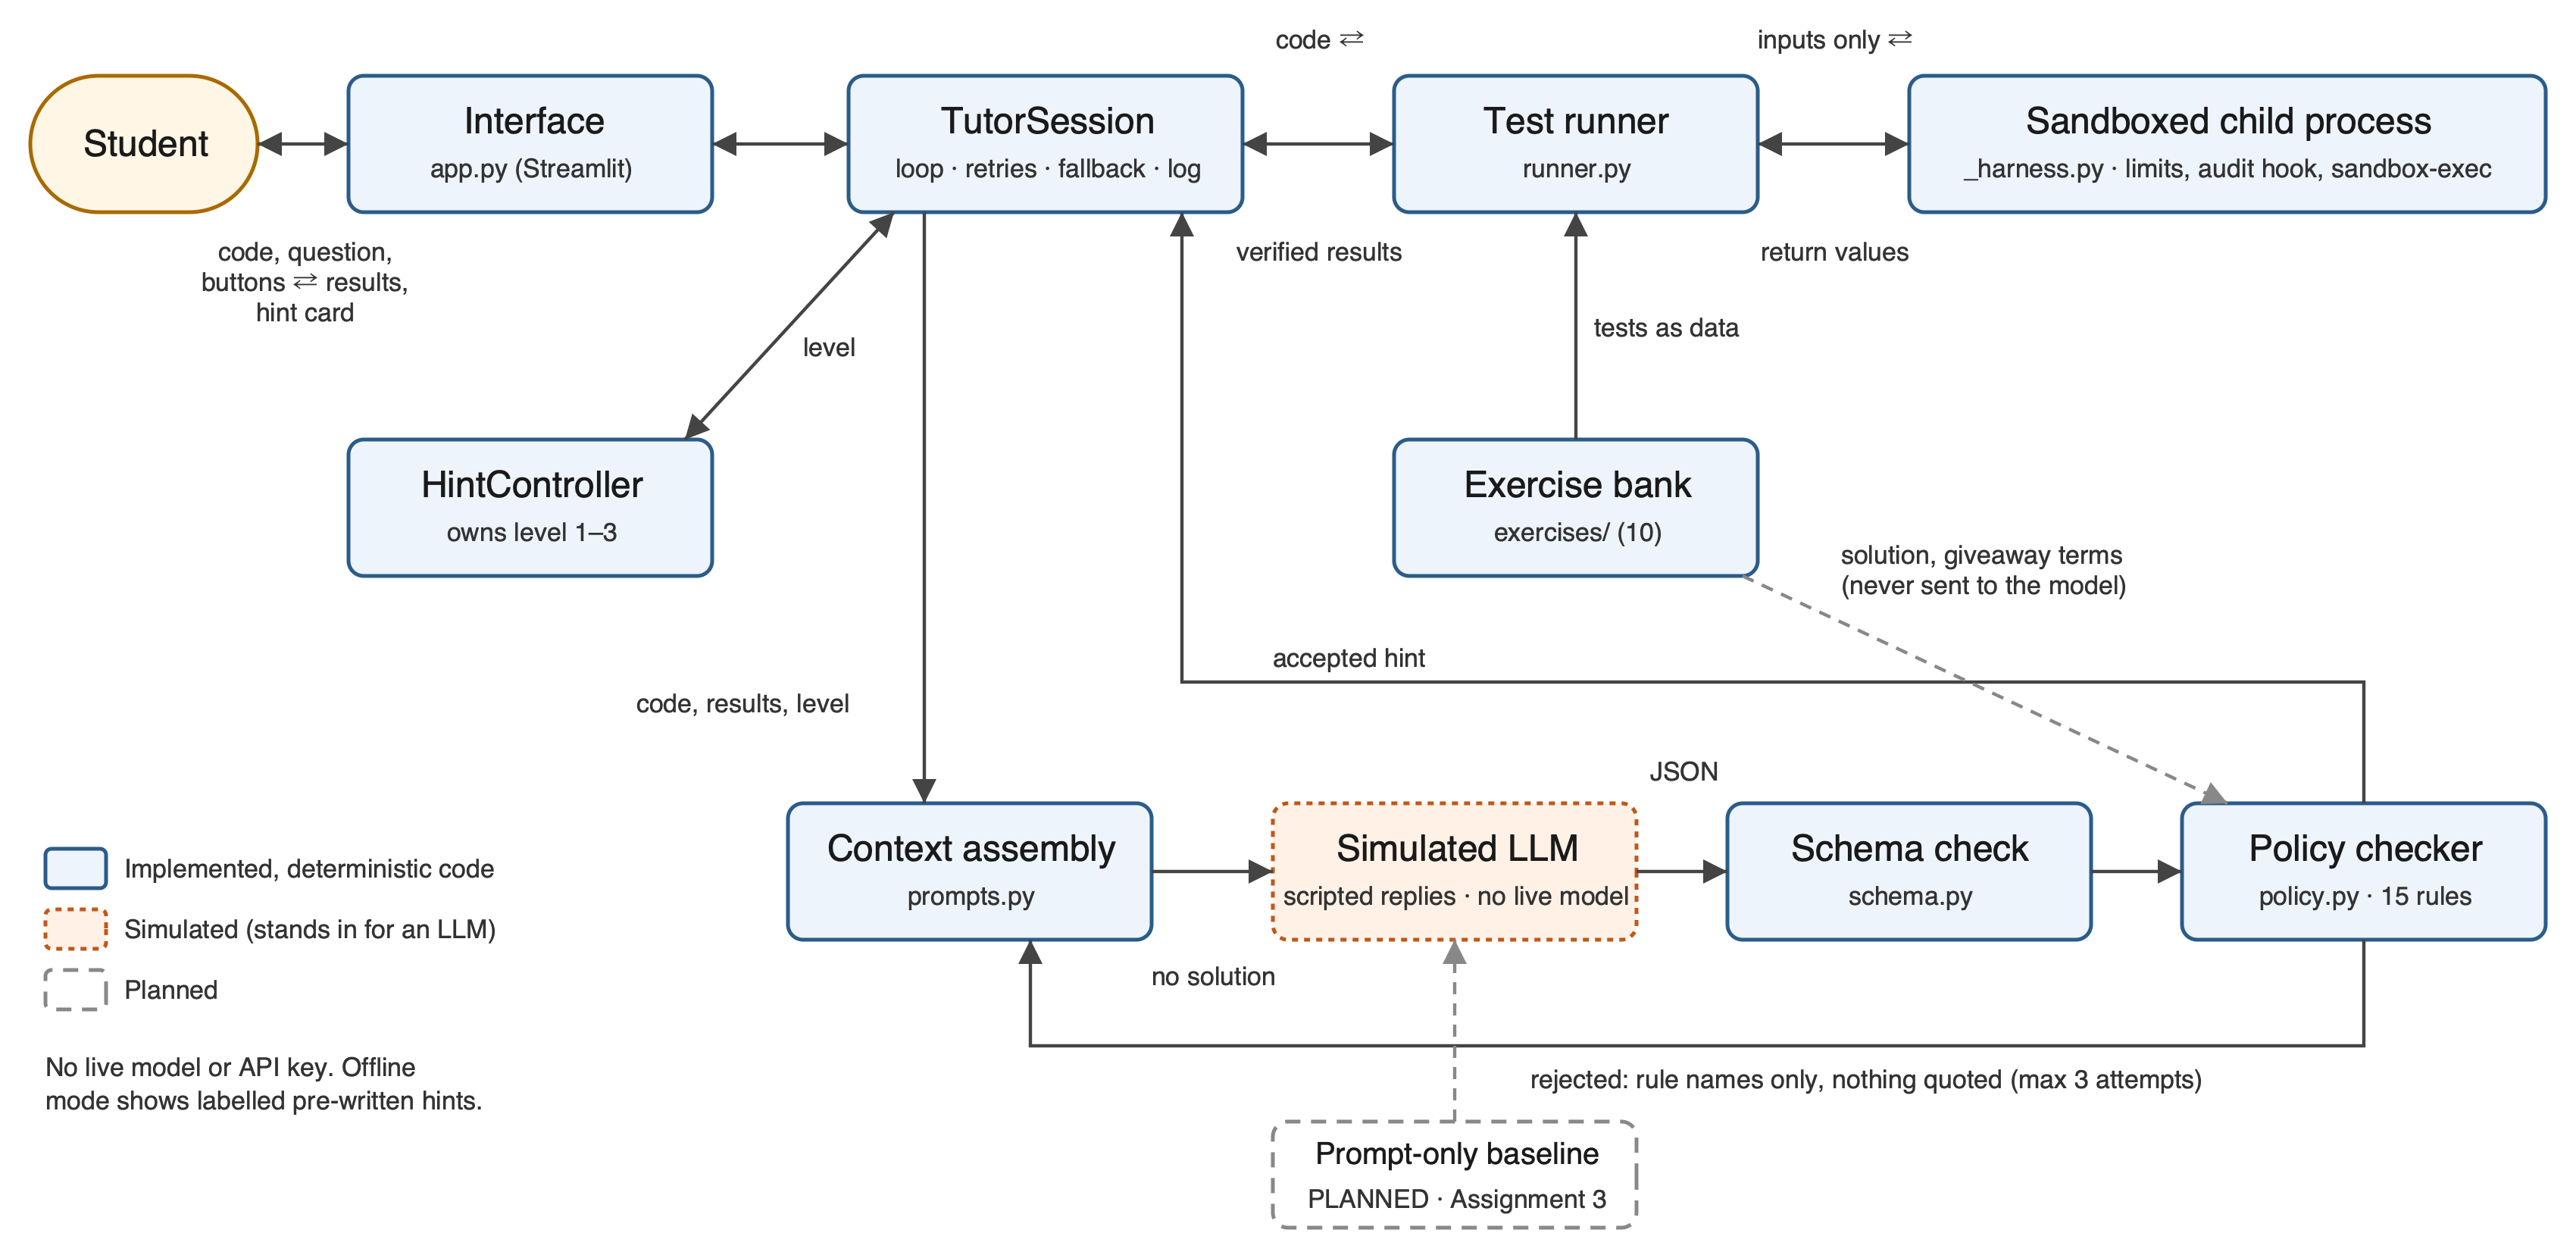 code ⇄
inputs only ⇄
Student
Interface
app.py (Streamlit)
TutorSession
loop · retries · fallback · log
Test runner
runner.py
Sandboxed child process
_harness.py · limits, audit hook, sandbox-exec
code, question,
buttons ⇄ results,
hint card
verified results
return values
level
tests as data
HintController
owns level 1–3
Exercise bank
exercises/ (10)
solution, giveaway terms
(never sent to the model)
accepted hint
code, results, level
JSON
Context assembly
prompts.py
Simulated LLM
scripted replies · no live model
Schema check
schema.py
Policy checker
policy.py · 15 rules
Implemented, deterministic code
Simulated (stands in for an LLM)
Planned
no solution
No live model or API key. Offline
mode shows labelled pre-written hints.
rejected: rule names only, nothing quoted (max 3 attempts)
Prompt-only baseline
PLANNED · Assignment 3